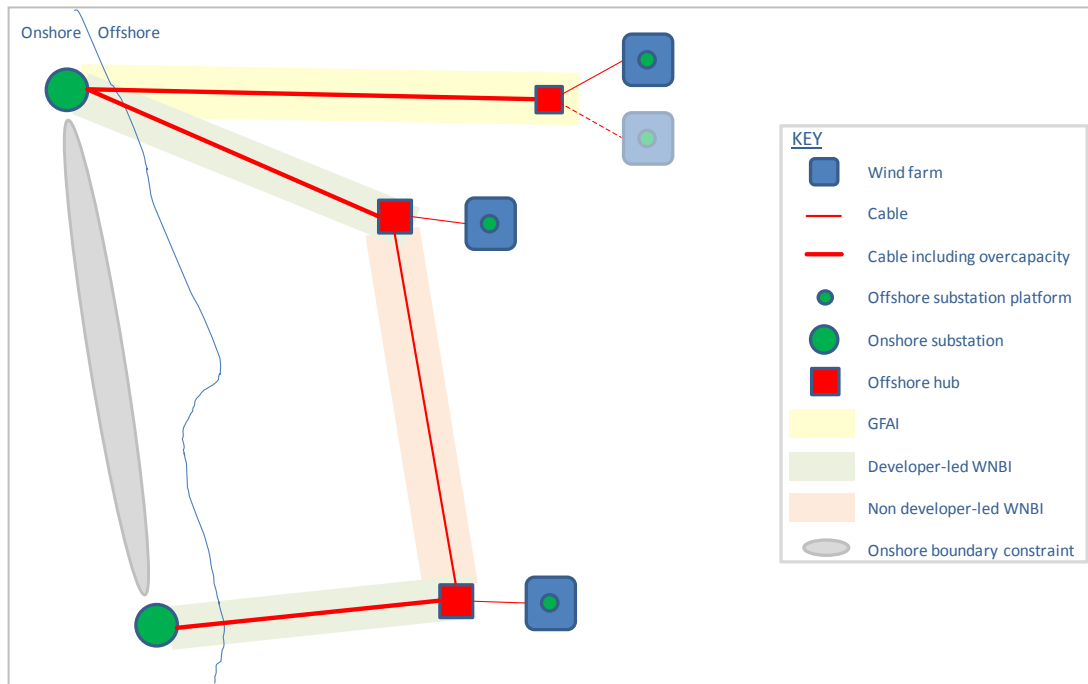 Onshore Offshore
KEY
Wind farm
Cable
Cable including overcapacity
Offshore substation platform
Onshore substation
Offshore hub
GFAI
Developer-led WNBI
Non developer-led WNBI
Onshore boundary constraint